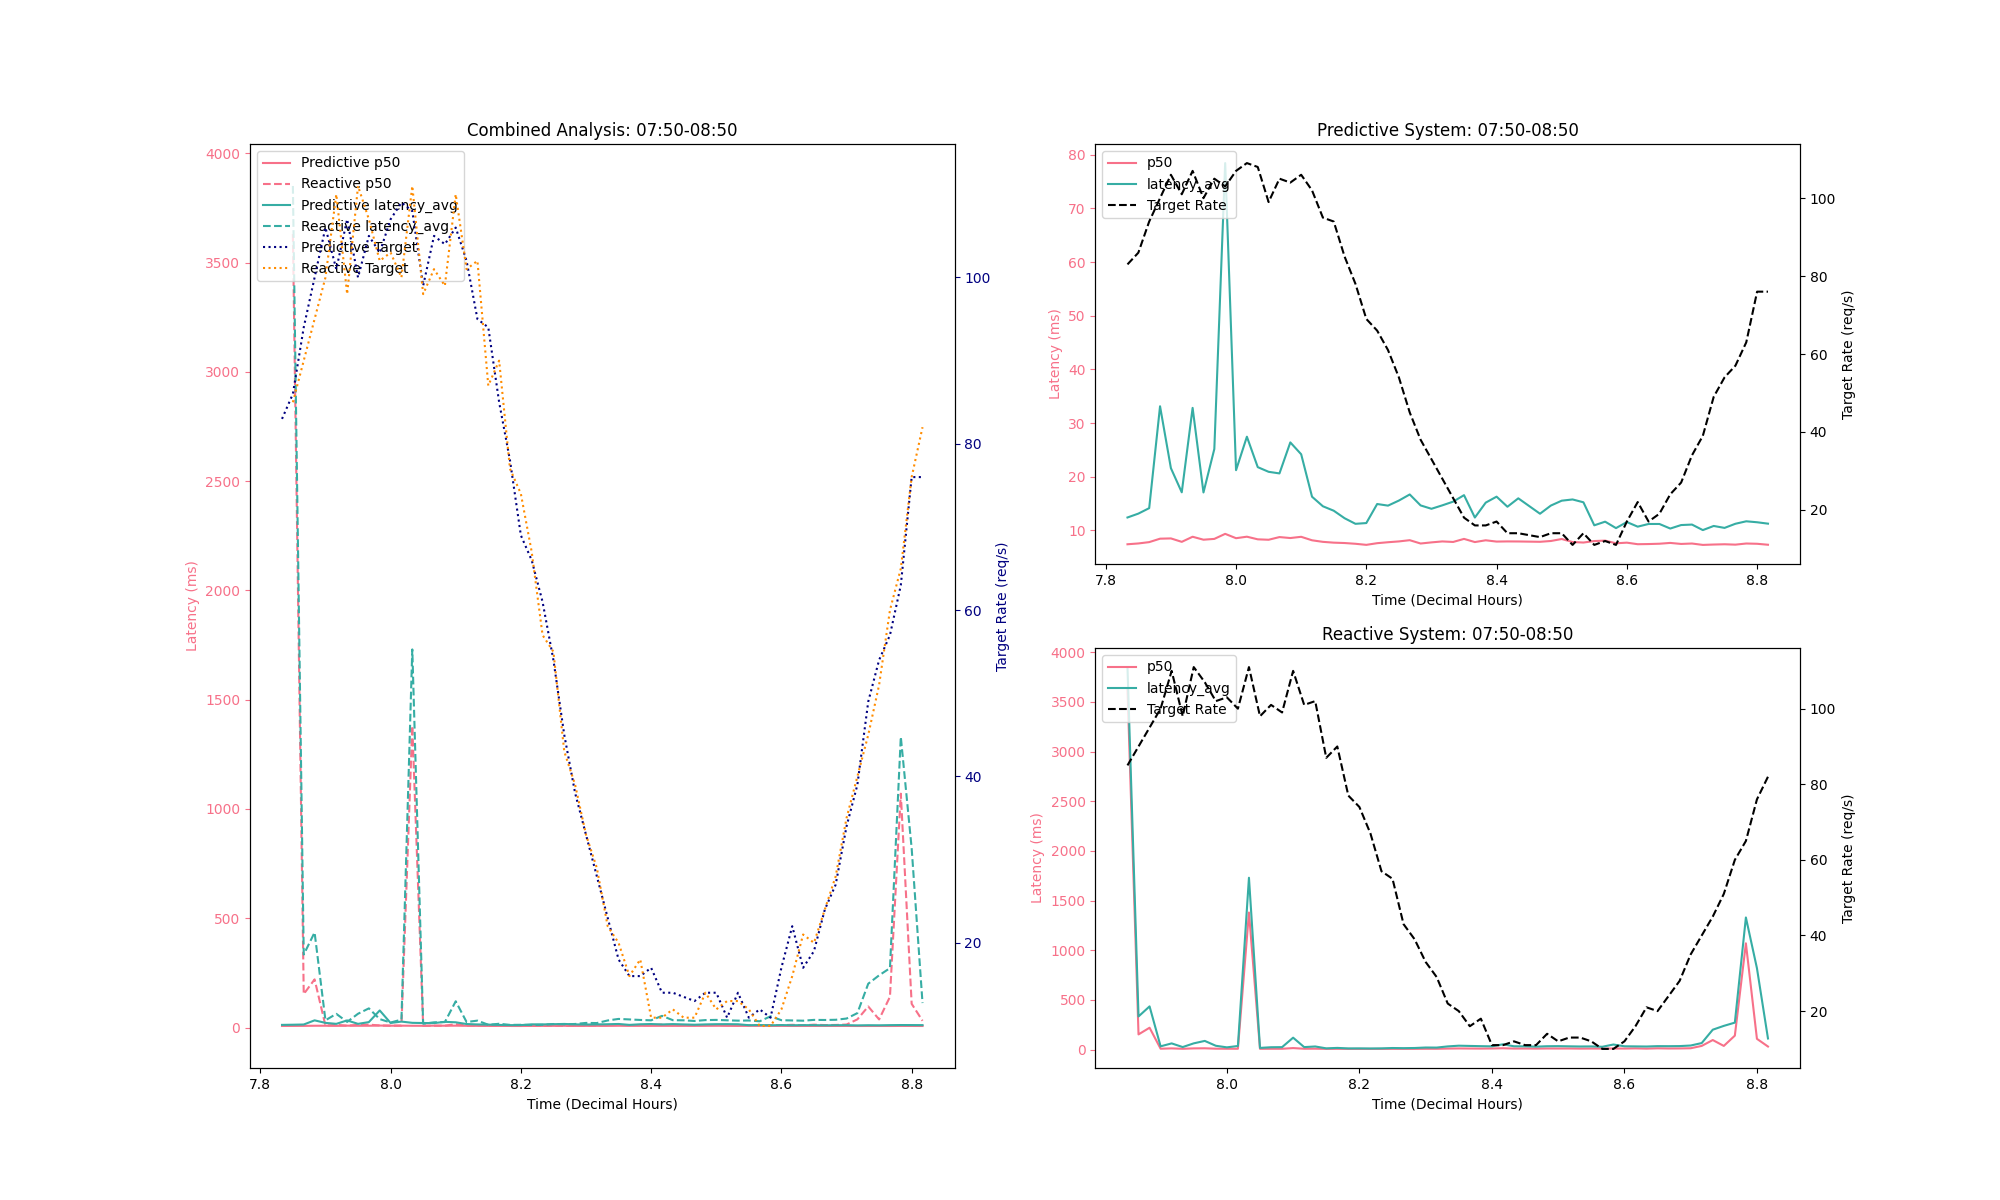 Combined Analysis: 07:50-08:50
Predictive p50
Reactive p50
Predictive latency_avg
Reactive latency_avg
Predictive Target
Reactive Target
4000
3500
3000
2500
2000
1500
1000
500
0
Latency (ms)
100
80
60
40
20
Target Rate (req/s)
7.8 8.0 8.2 8.4 8.6 8.8
Time (Decimal Hours)
Predictive System: 07:50-08:50
p50
latency_avg
Target Rate
80
70
60
50
40
30
20
10
Latency (ms)
100
80
60
40
20
Target Rate (req/s)
7.8 8.0 8.2 8.4 8.6 8.8
Time (Decimal Hours)
Reactive System: 07:50-08:50
p50
latency_avg
Target Rate
4000
3500
3000
2500
2000
1500
1000
500
0
Latency (ms)
100
80
60
40
20
Target Rate (req/s)
8.0 8.2 8.4 8.6 8.8
Time (Decimal Hours)